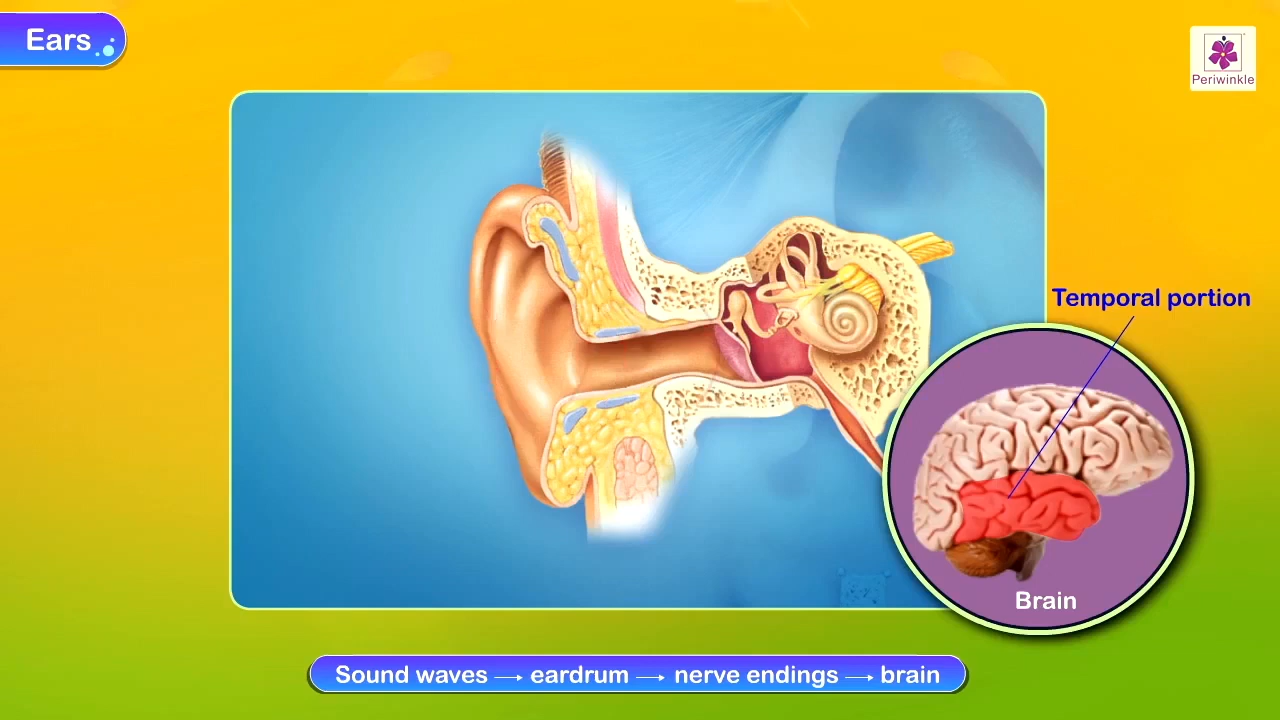 Ears
Periwinkle
Temporal portion
Brain
Sound waves → eardrum → nerve endings → brain